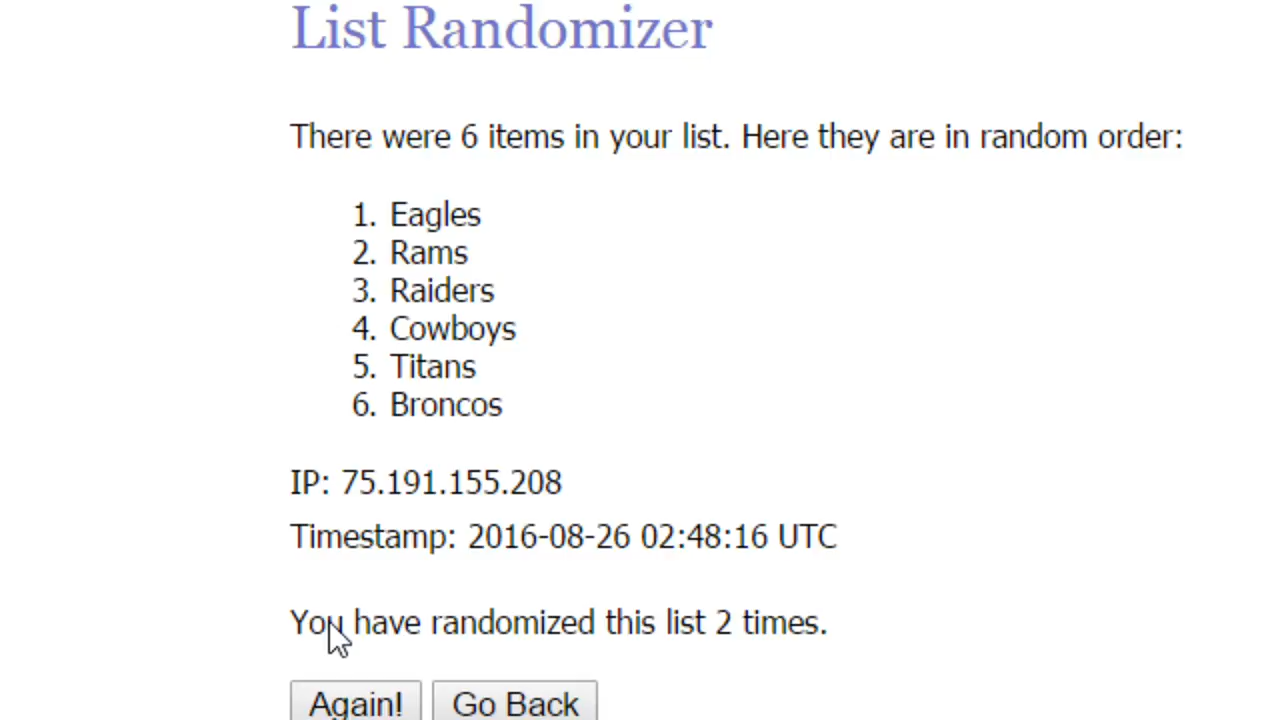 List Randomizer
There were 6 items in your list. Here they are in random order:
1. Eagles
2. Rams
3. Raiders
4. Cowboys
5. Titans
6. Broncos
IP: 75.191.155.208
Timestamp: 2016-08-26 02:48:16 UTC
You have randomized this list 2 times.
Again! Go Back